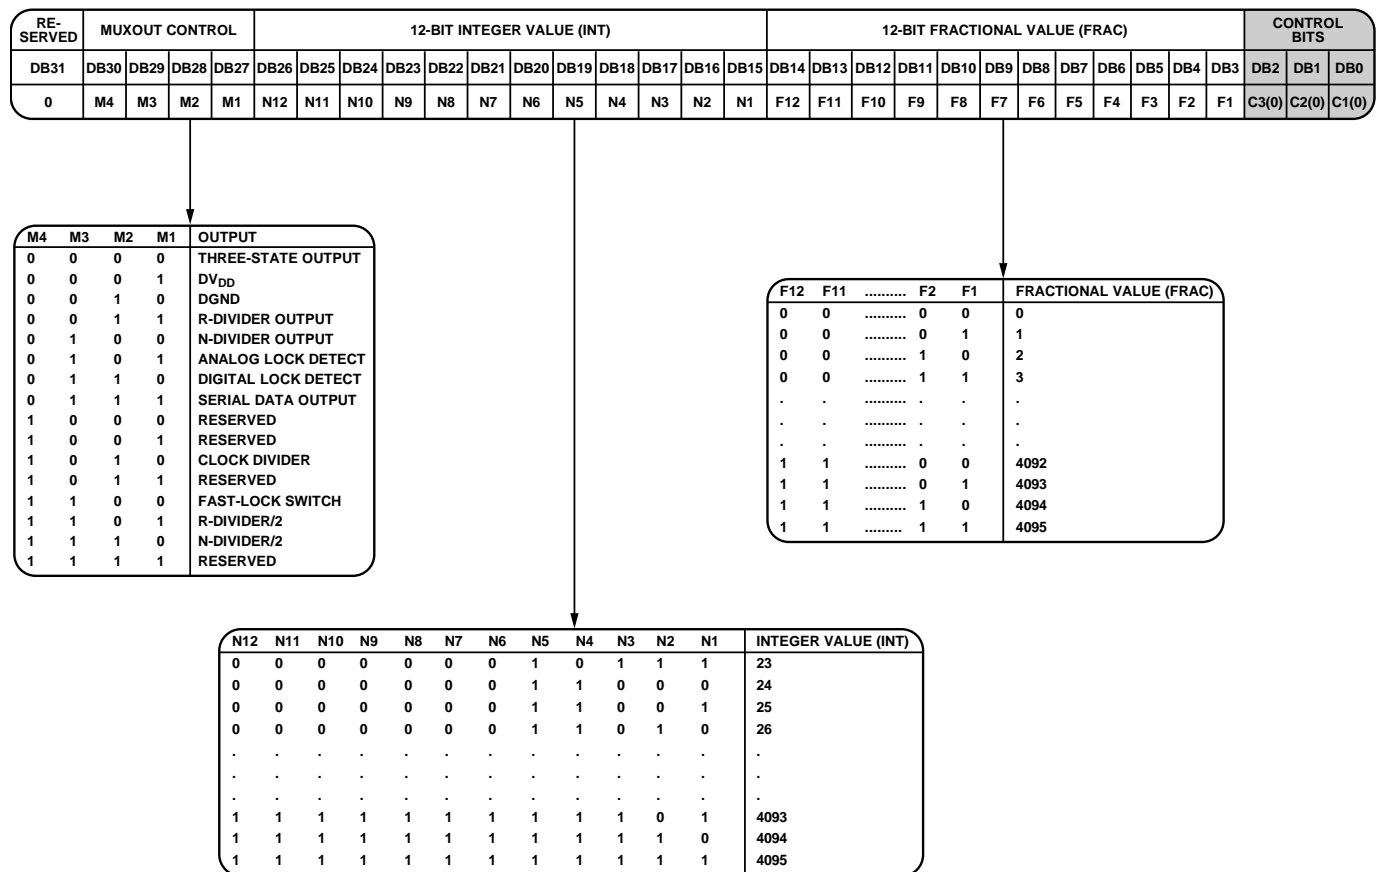 RE-
SERVED MUXOUT CONTROL 12-BIT INTEGER VALUE (INT) 12-BIT FRACTIONAL VALUE (FRAC) CONTROL
BITS
DB31 DB30 DB29 DB28 DB27 DB26 DB25 DB24 DB23 DB22 DB21 DB20 DB19 DB18 DB17 DB16 DB15 DB14 DB13 DB12 DB11 DB10 DB9 DB8 DB7 DB6 DB5 DB4 DB3 DB2 DB1 DB0
0 M4 M3 M2 M1 N12 N11 N10 N9 N8 N7 N6 N5 N4 N3 N2 N1 F12 F11 F10 F9 F8 F7 F6 F5 F4 F3 F2 F1 C3(0) C2(0) C1(0)
M4 M3 M2 M1 OUTPUT
0 0 0 0 THREE-STATE OUTPUT
0 0 0 1 DVDD
0 0 1 0 DGND
0 0 1 1 R-DIVIDER OUTPUT
0 1 0 0 N-DIVIDER OUTPUT
0 1 0 1 ANALOG LOCK DETECT
0 1 1 0 DIGITAL LOCK DETECT
0 1 1 1 SERIAL DATA OUTPUT
1 0 0 0 RESERVED
1 0 0 1 RESERVED
1 0 1 0 CLOCK DIVIDER
1 0 1 1 RESERVED
1 1 0 0 FAST-LOCK SWITCH
1 1 0 1 R-DIVIDER/2
1 1 1 0 N-DIVIDER/2
1 1 1 1 RESERVED
F12 F11 .......... F2 F1 FRACTIONAL VALUE (FRAC)
0 0 .......... 0 0 0
0 0 .......... 0 1 1
0 0 .......... 1 0 2
0 0 .......... 1 1 3
. . .......... . . .
. . .......... . . .
. . .......... . . .
1 1 .......... 0 0 4092
1 1 .......... 0 1 4093
1 1 .......... 1 0 4094
1 1 ......... 1 1 4095
N12 N11 N10 N9 N8 N7 N6 N5 N4 N3 N2 N1 INTEGER VALUE (INT)
0 0 0 0 0 0 0 1 0 1 1 1 23
0 0 0 0 0 0 0 1 1 0 0 0 24
0 0 0 0 0 0 0 1 1 0 0 1 25
0 0 0 0 0 0 0 1 1 0 1 0 26
. . . . . . . . . . . . .
. . . . . . . . . . . . .
. . . . . . . . . . . . .
1 1 1 1 1 1 1 1 1 1 0 1 4093
1 1 1 1 1 1 1 1 1 1 1 0 4094
1 1 1 1 1 1 1 1 1 1 1 1 4095